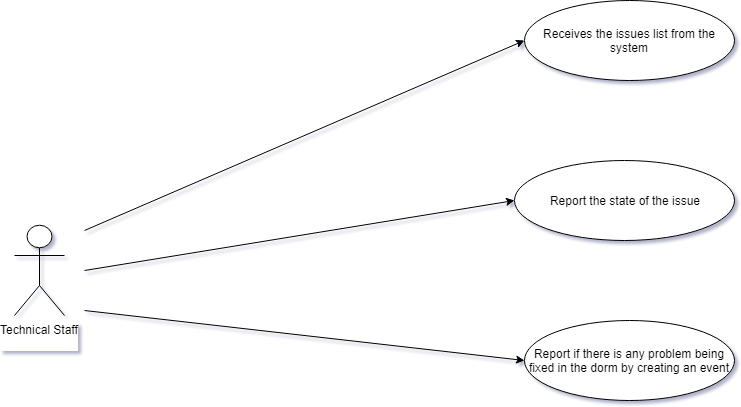 Receives the issues list from the
system
Report the state of the issue
Technical Staff
Report if there is any problem being
fixed in the dorm by creating an event